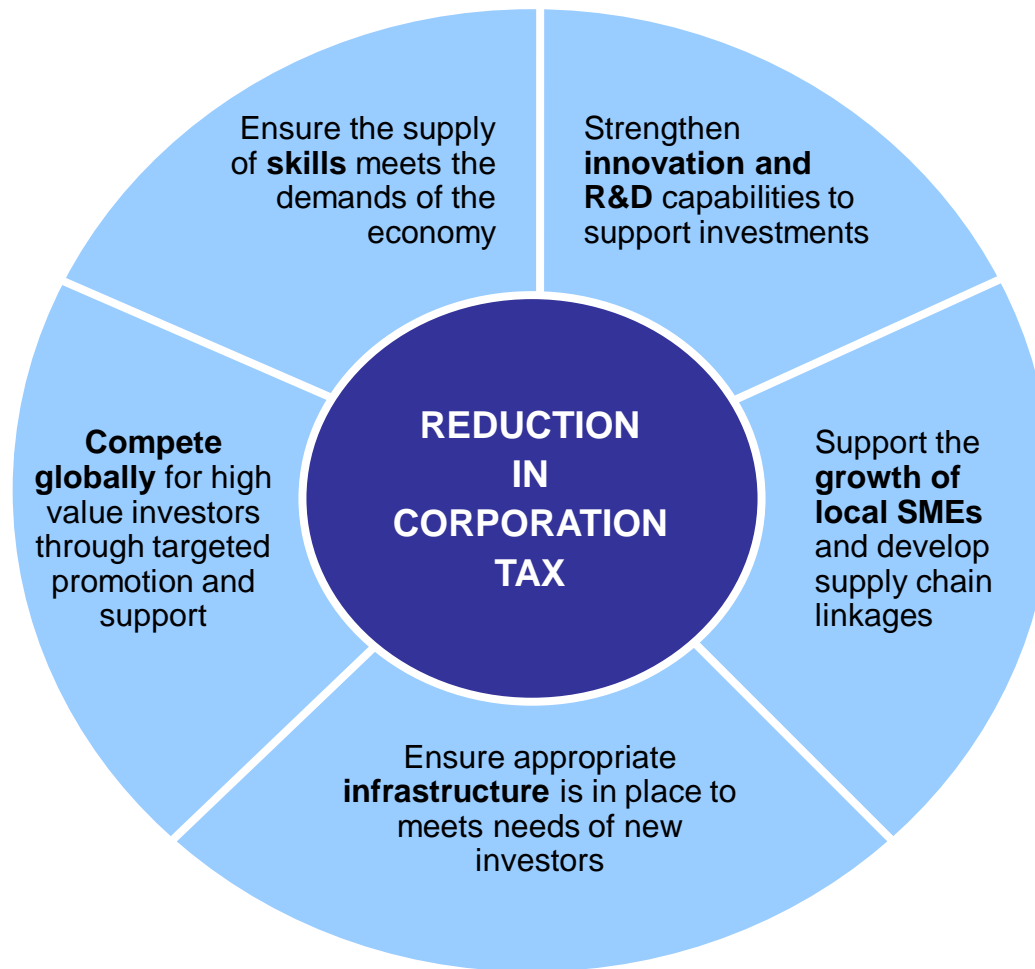 Ensure the supply
of skills meets the
demands of the
economy
Strengthen
innovation and
R&D capabilities to
support investments
Compete
globally for high
value investors
through targeted
promotion and
support
REDUCTION
IN
CORPORATION
TAX
Support the
growth of
local SMEs
and develop
supply chain
linkages
Ensure appropriate
infrastructure is in place to
meets needs of new
investors